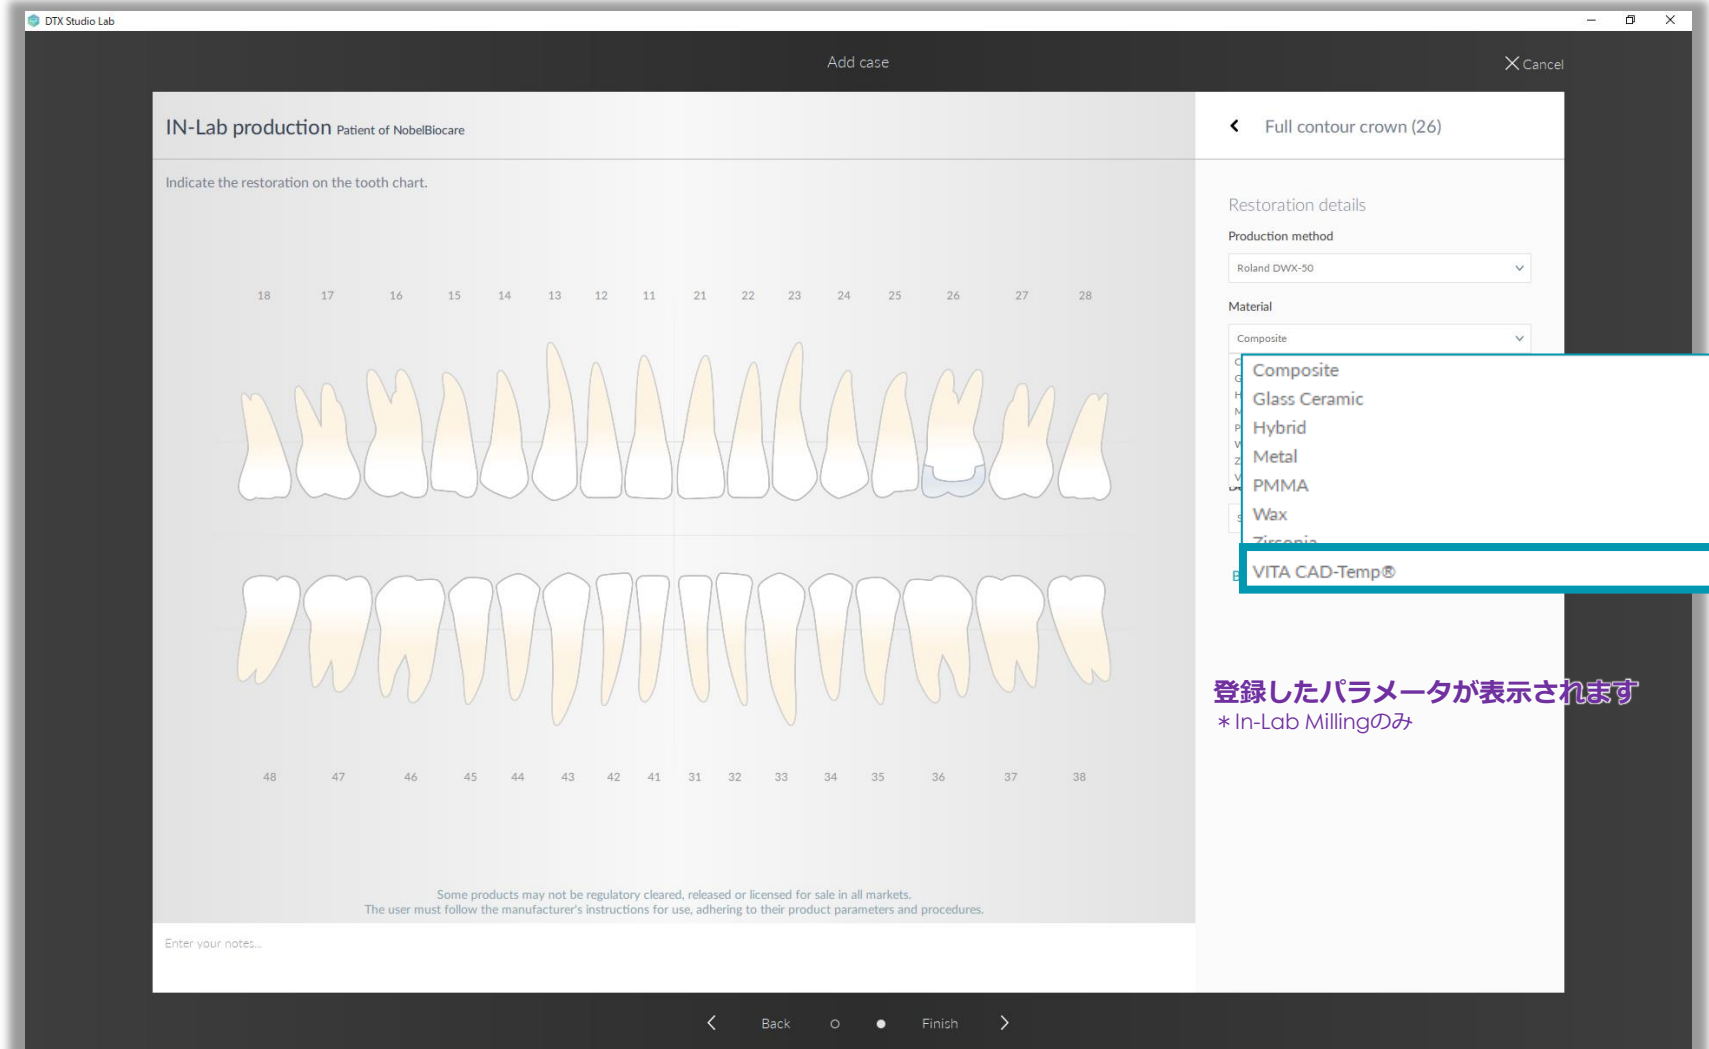 DTX Studio Lab
Add case
Cancel
IN-Lab production Patient of NobelBiocare
Full contour crown (26)
Indicate the restoration on the tooth chart.
Restoration details
Production method
Roland DWX-50
Material
Composite
Composite
Glass Ceramic
Hybrid
Metal
PMMA
Wax
Zirconia
VITA CAD-Temp®
18 17 16 15 14 13 12 11 21 22 23 24 25 26 27 28
48 47 46 45 44 43 42 41 31 32 33 34 35 36 37 38
登録したパラメータが表示されます
＊In-Lab Millingのみ
Some products may not be regulatory cleared, released or licensed for sale in all markets.
The user must follow the manufacturer's instructions for use, adhering to their product parameters and procedures.
Enter your notes...
Back
Finish